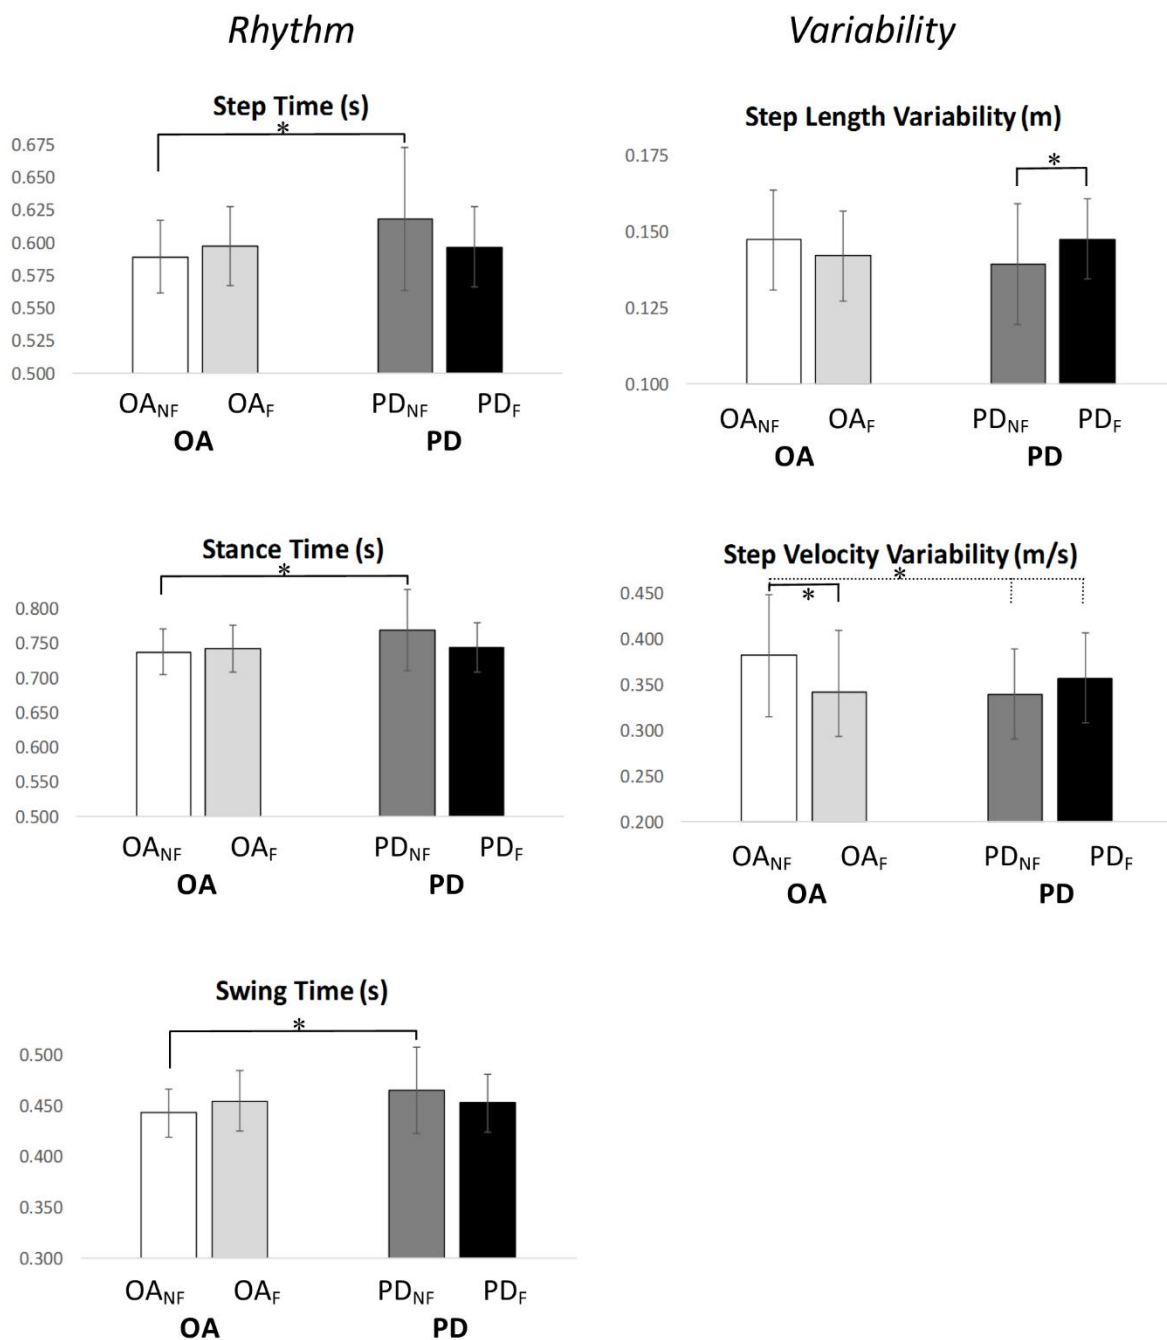 Rhythm
Step Time (s)
*
0.675
0.650
0.625
0.600
0.575
0.550
0.525
0.500
OANF OAF PDNF PDF
OA PD
Stance Time (s)
*
0.800
0.750
0.700
0.650
0.600
0.550
0.500
OANF OAF PDNF PDF
OA PD
Swing Time (s)
*
0.500
0.450
0.400
0.350
0.300
OANF OAF PDNF PDF
OA PD
Variability
Step Length Variability (m)
0.175
*
0.150
0.125
0.100
OANF OAF PDNF PDF
OA PD
Step Velocity Variability (m/s)
*
0.450
*
0.400
0.350
0.300
0.250
0.200
OANF OAF PDNF PDF
OA PD